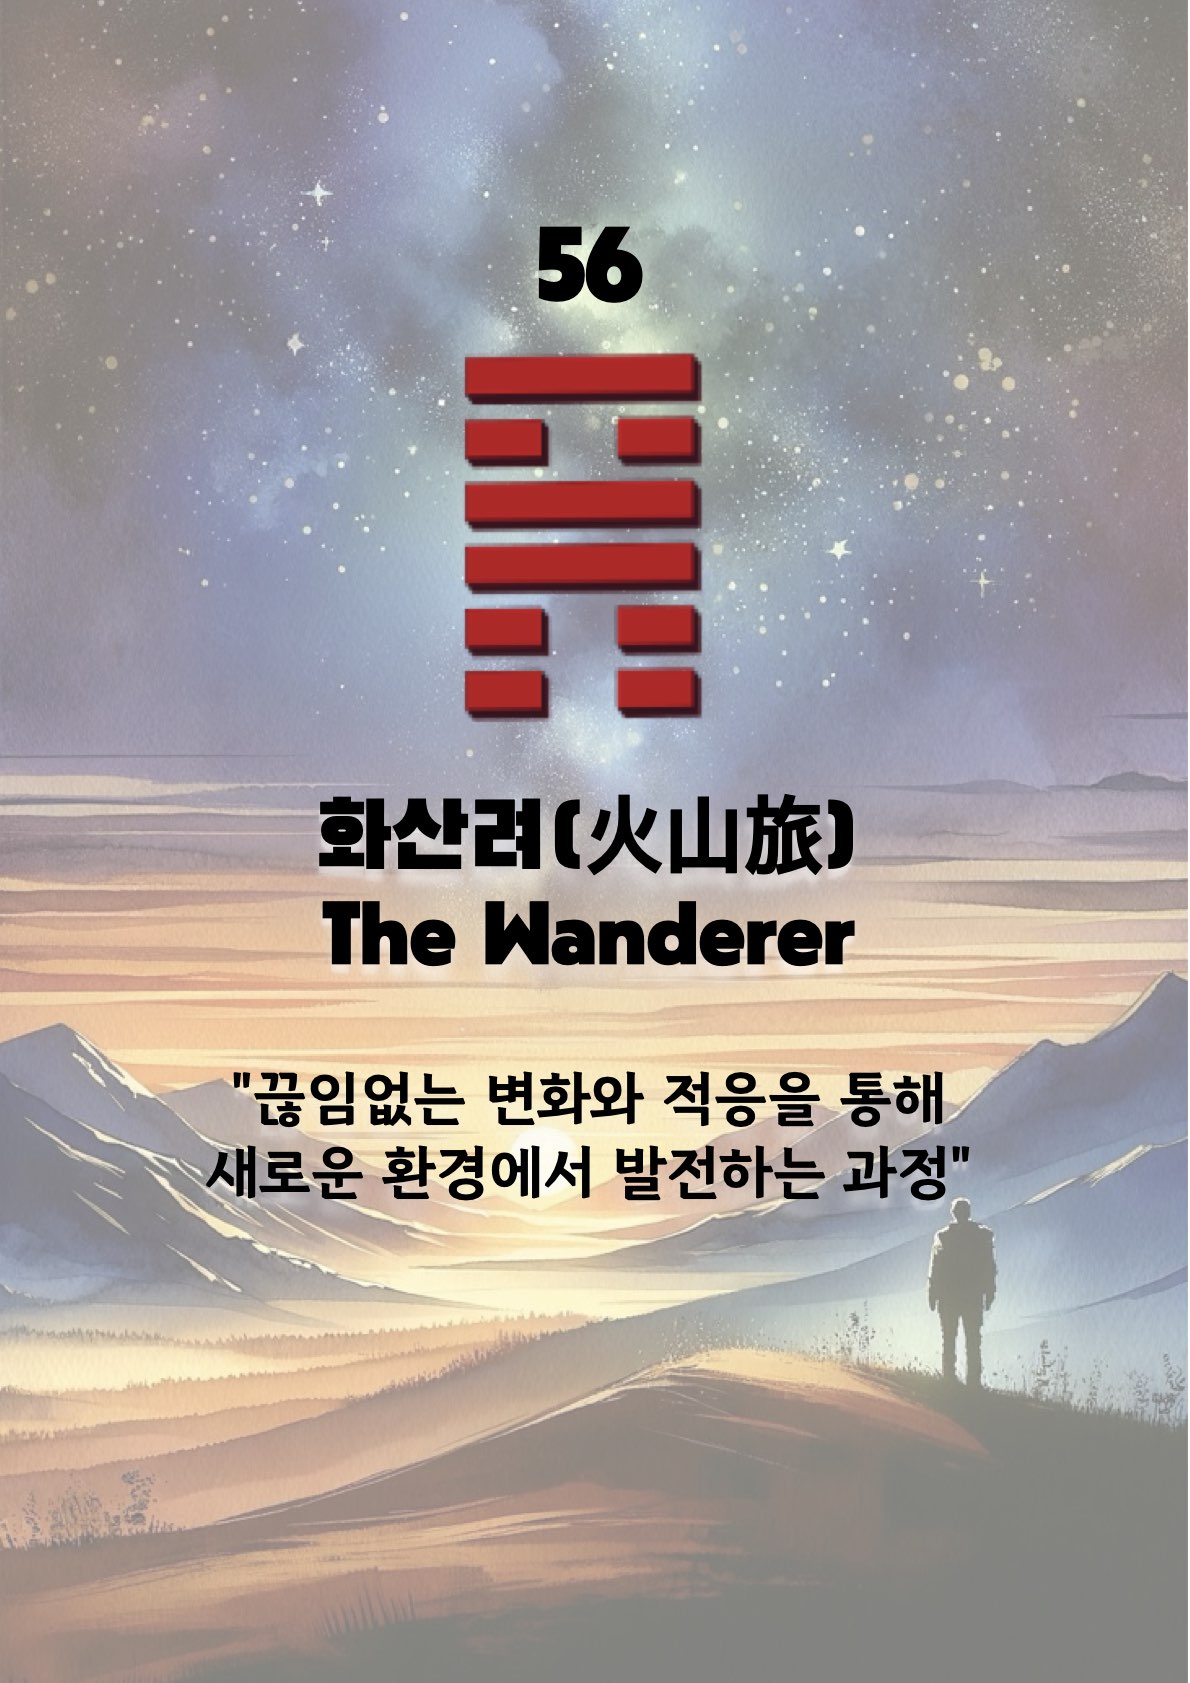 56
화산려(火山旅)
The Wanderer
"끊임없는 변화와 적응을 통해
새로운 환경에서 발전하는 과정"